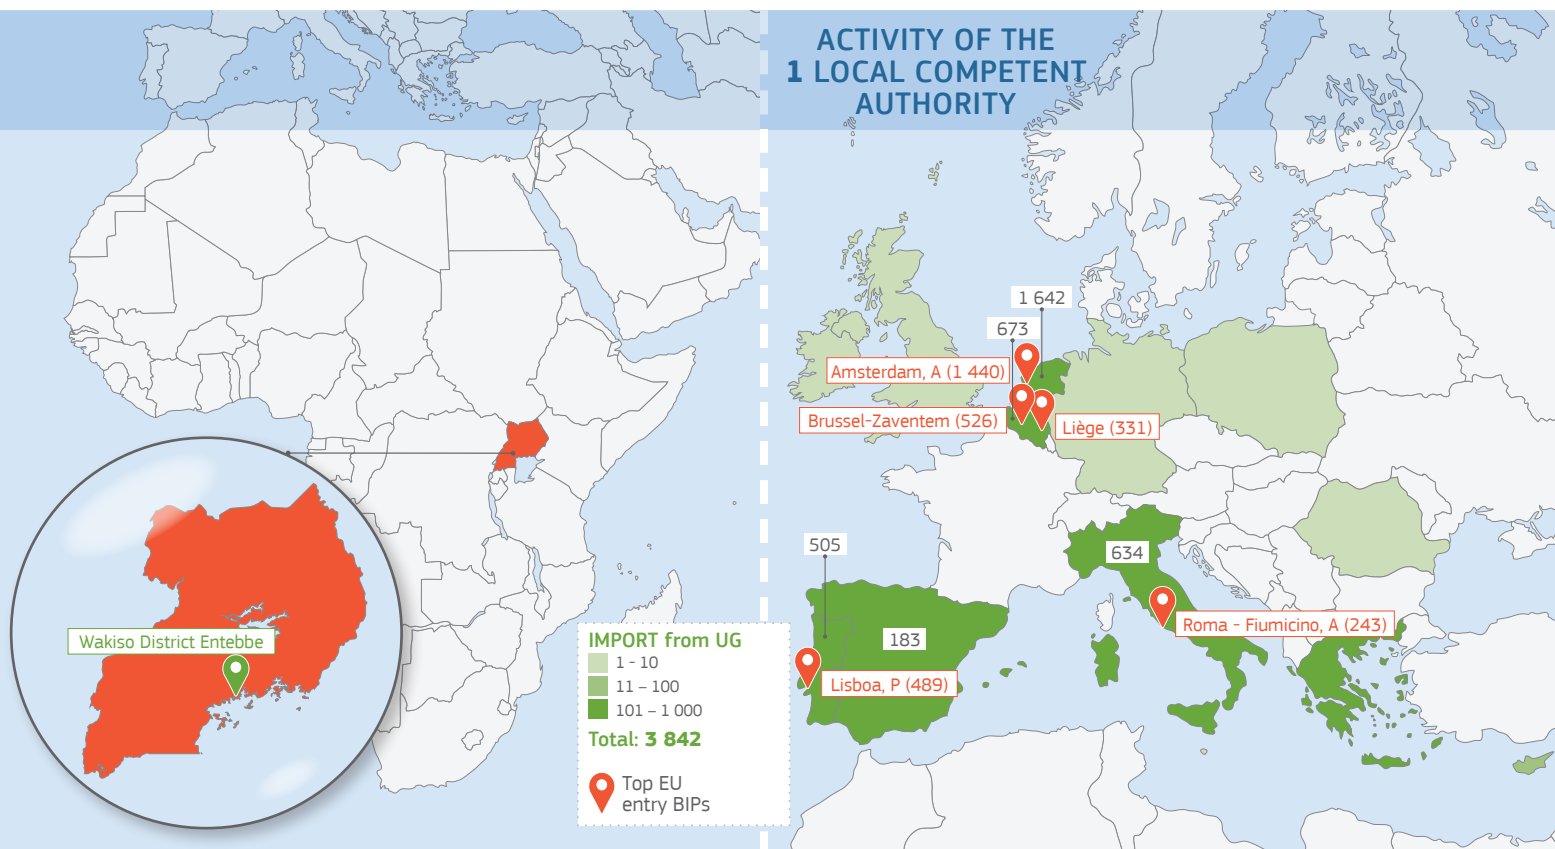 ACTIVITY OF THE
1 LOCAL COMPETENT
AUTHORITY
1 642
673
Amsterdam, A (1 440)
Brussel-Zaventem (526)
Liège (331)
505
634
183
Roma - Fiumicino, A (243)
Lisboa, P (489)
Wakiso District Entebbe
IMPORT from UG
1 - 10
11 – 100
101 – 1 000
Total: 3 842
Top EU
entry BIPs